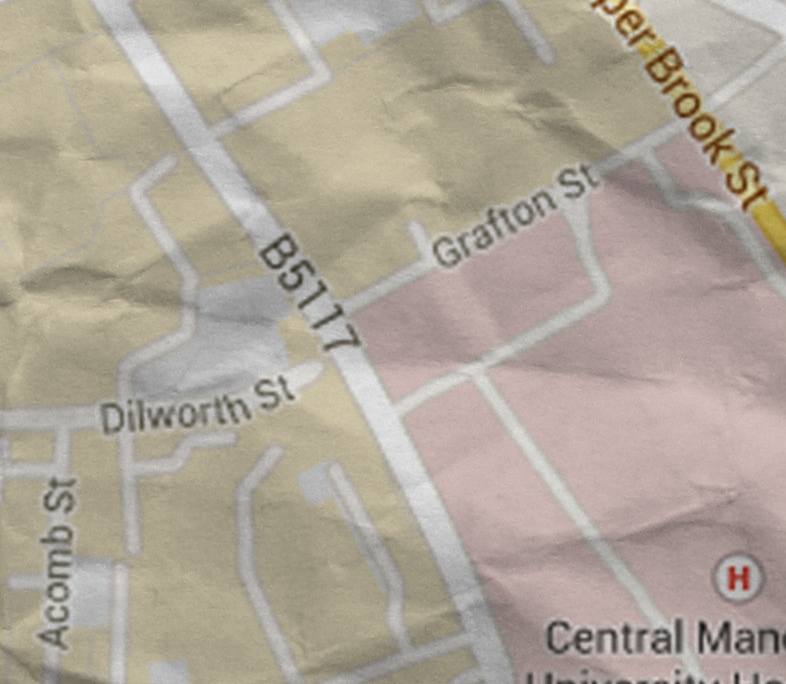 per Brook St
Grafton St
B5117
Dilworth St
Acomb St
H
Central Man